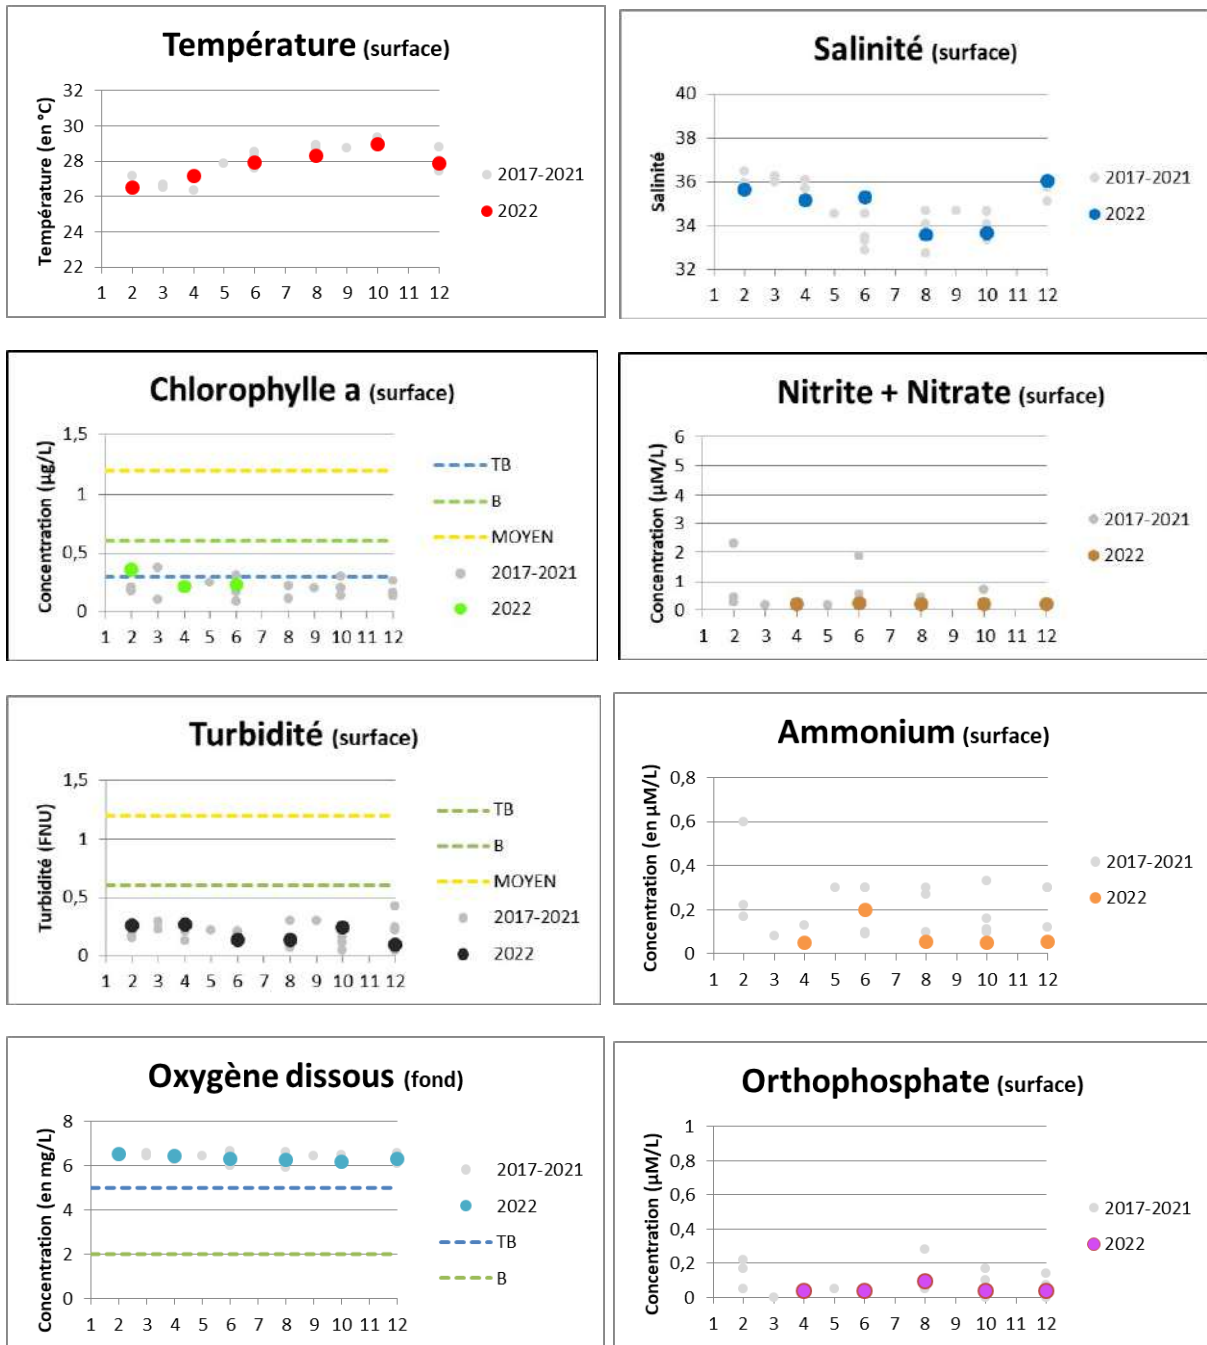 Température (surface)
Température (en °C)
32
30
28
26
24
22
1 2 3 4 5 6 7 8 9 10 11 12
2017-2021
2022
Salinité (surface)
Salinité
40
38
36
34
32
1 2 3 4 5 6 7 8 9 10 11 12
2017-2021
2022
Chlorophylle a (surface)
Concentration (µg/L)
1,5
1
0,5
0
1 2 3 4 5 6 7 8 9 10 11 12
TB
B
MOYEN
2017-2021
2022
Nitrite + Nitrate (surface)
Concentration (µM/L)
6
5
4
3
2
1
0
1 2 3 4 5 6 7 8 9 10 11 12
2017-2021
2022
Turbidité (surface)
Turbidité (FNU)
1,5
1
0,5
0
1 2 3 4 5 6 7 8 9 10 11 12
TB
B
MOYEN
2017-2021
2022
Ammonium (surface)
Concentration (en µM/L)
0,8
0,6
0,4
0,2
0
1 2 3 4 5 6 7 8 9 10 11 12
2017-2021
2022
Oxygène dissous (fond)
Concentration (en mg/L)
8
6
4
2
0
1 2 3 4 5 6 7 8 9 10 11 12
2017-2021
2022
TB
B
Orthophosphate (surface)
Concentration (µM/L)
1
0,8
0,6
0,4
0,2
0
1 2 3 4 5 6 7 8 9 10 11 12
2017-2021
2022